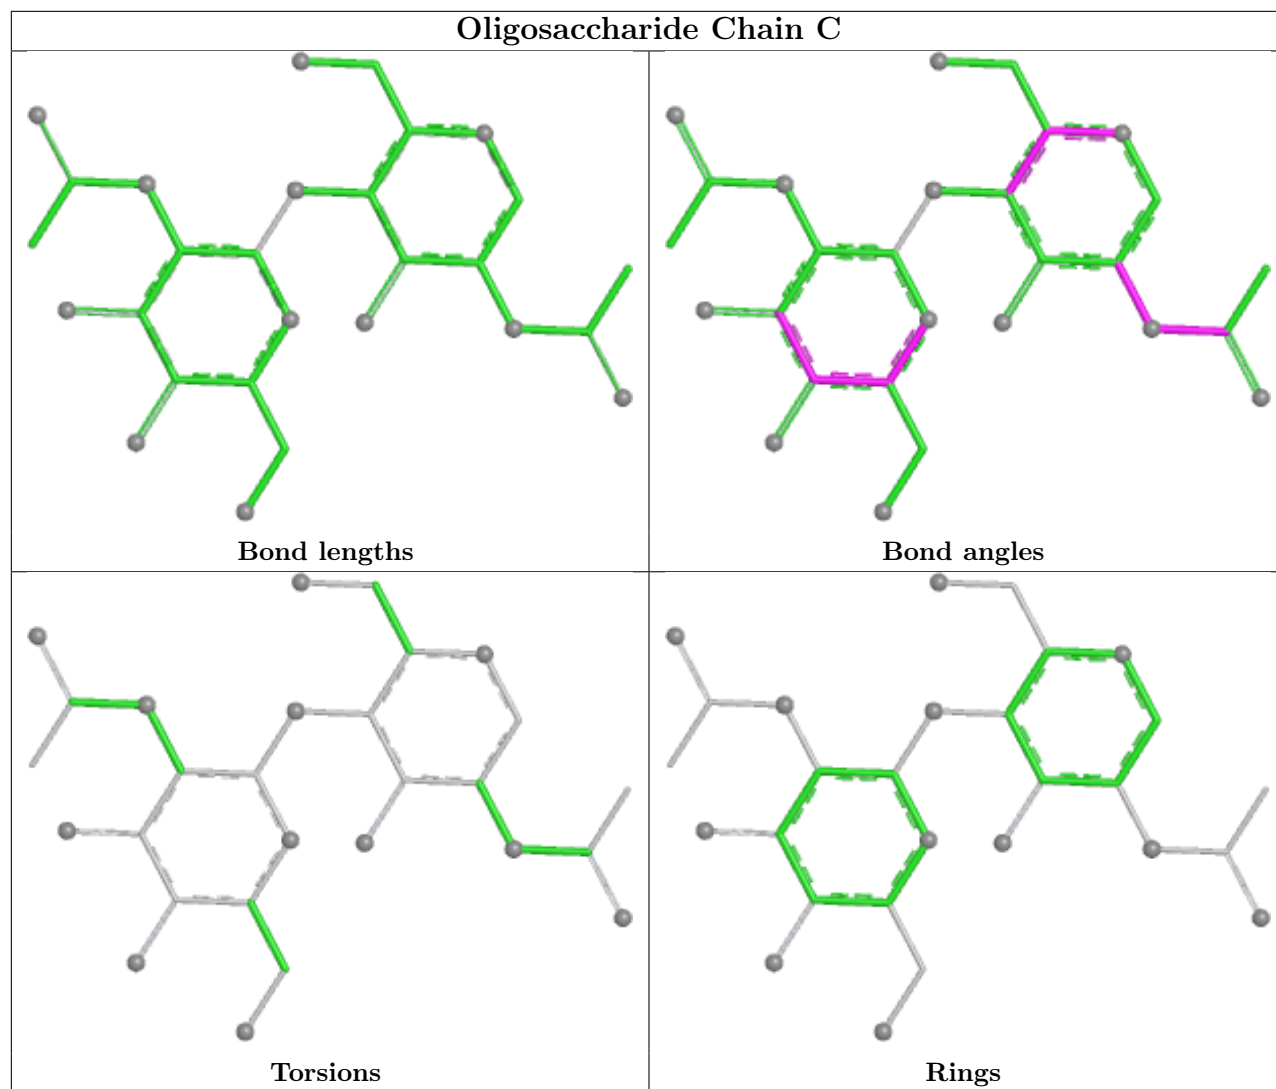 Oligosaccharide Chain C
Bond lengths
Bond angles
Torsions
Rings